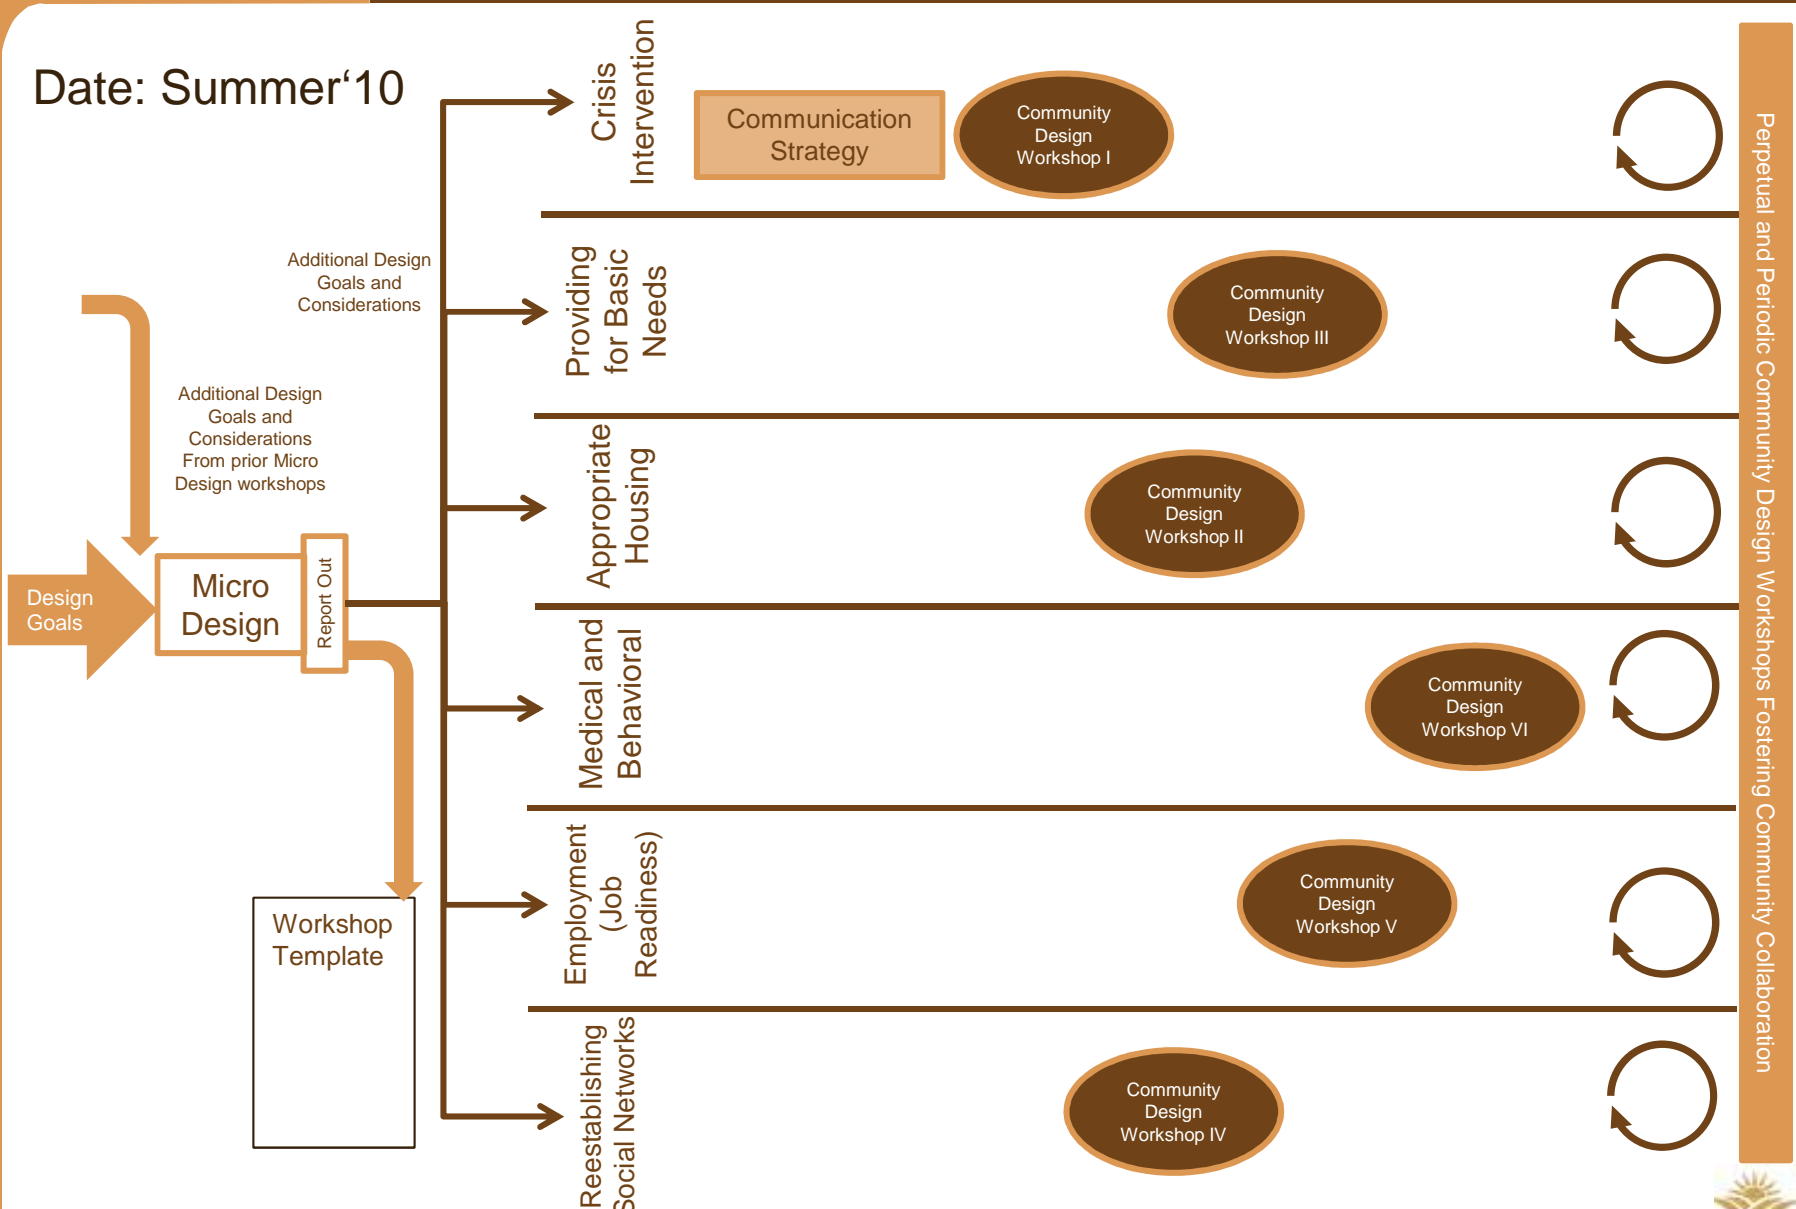 Date: Summer‘10
Crisis
Intervention
Communication
Strategy
Community
Design
Workshop I
Additional Design
Goals and
Considerations
Providing
for Basic
Needs
Community
Design
Workshop III
Additional Design
Goals and
Considerations
From prior Micro
Design workshops
Appropriate
Housing
Community
Design
Workshop II
Design
Goals
Micro
Design
Report Out
Medical and
Behavioral
Community
Design
Workshop VI
Workshop
Template
Employment
(Job
Readiness)
Community
Design
Workshop V
Reestablishing
Social Networks
Community
Design
Workshop IV
Perpetual and Periodic Community Design Workshops Fostering Community Collaboration